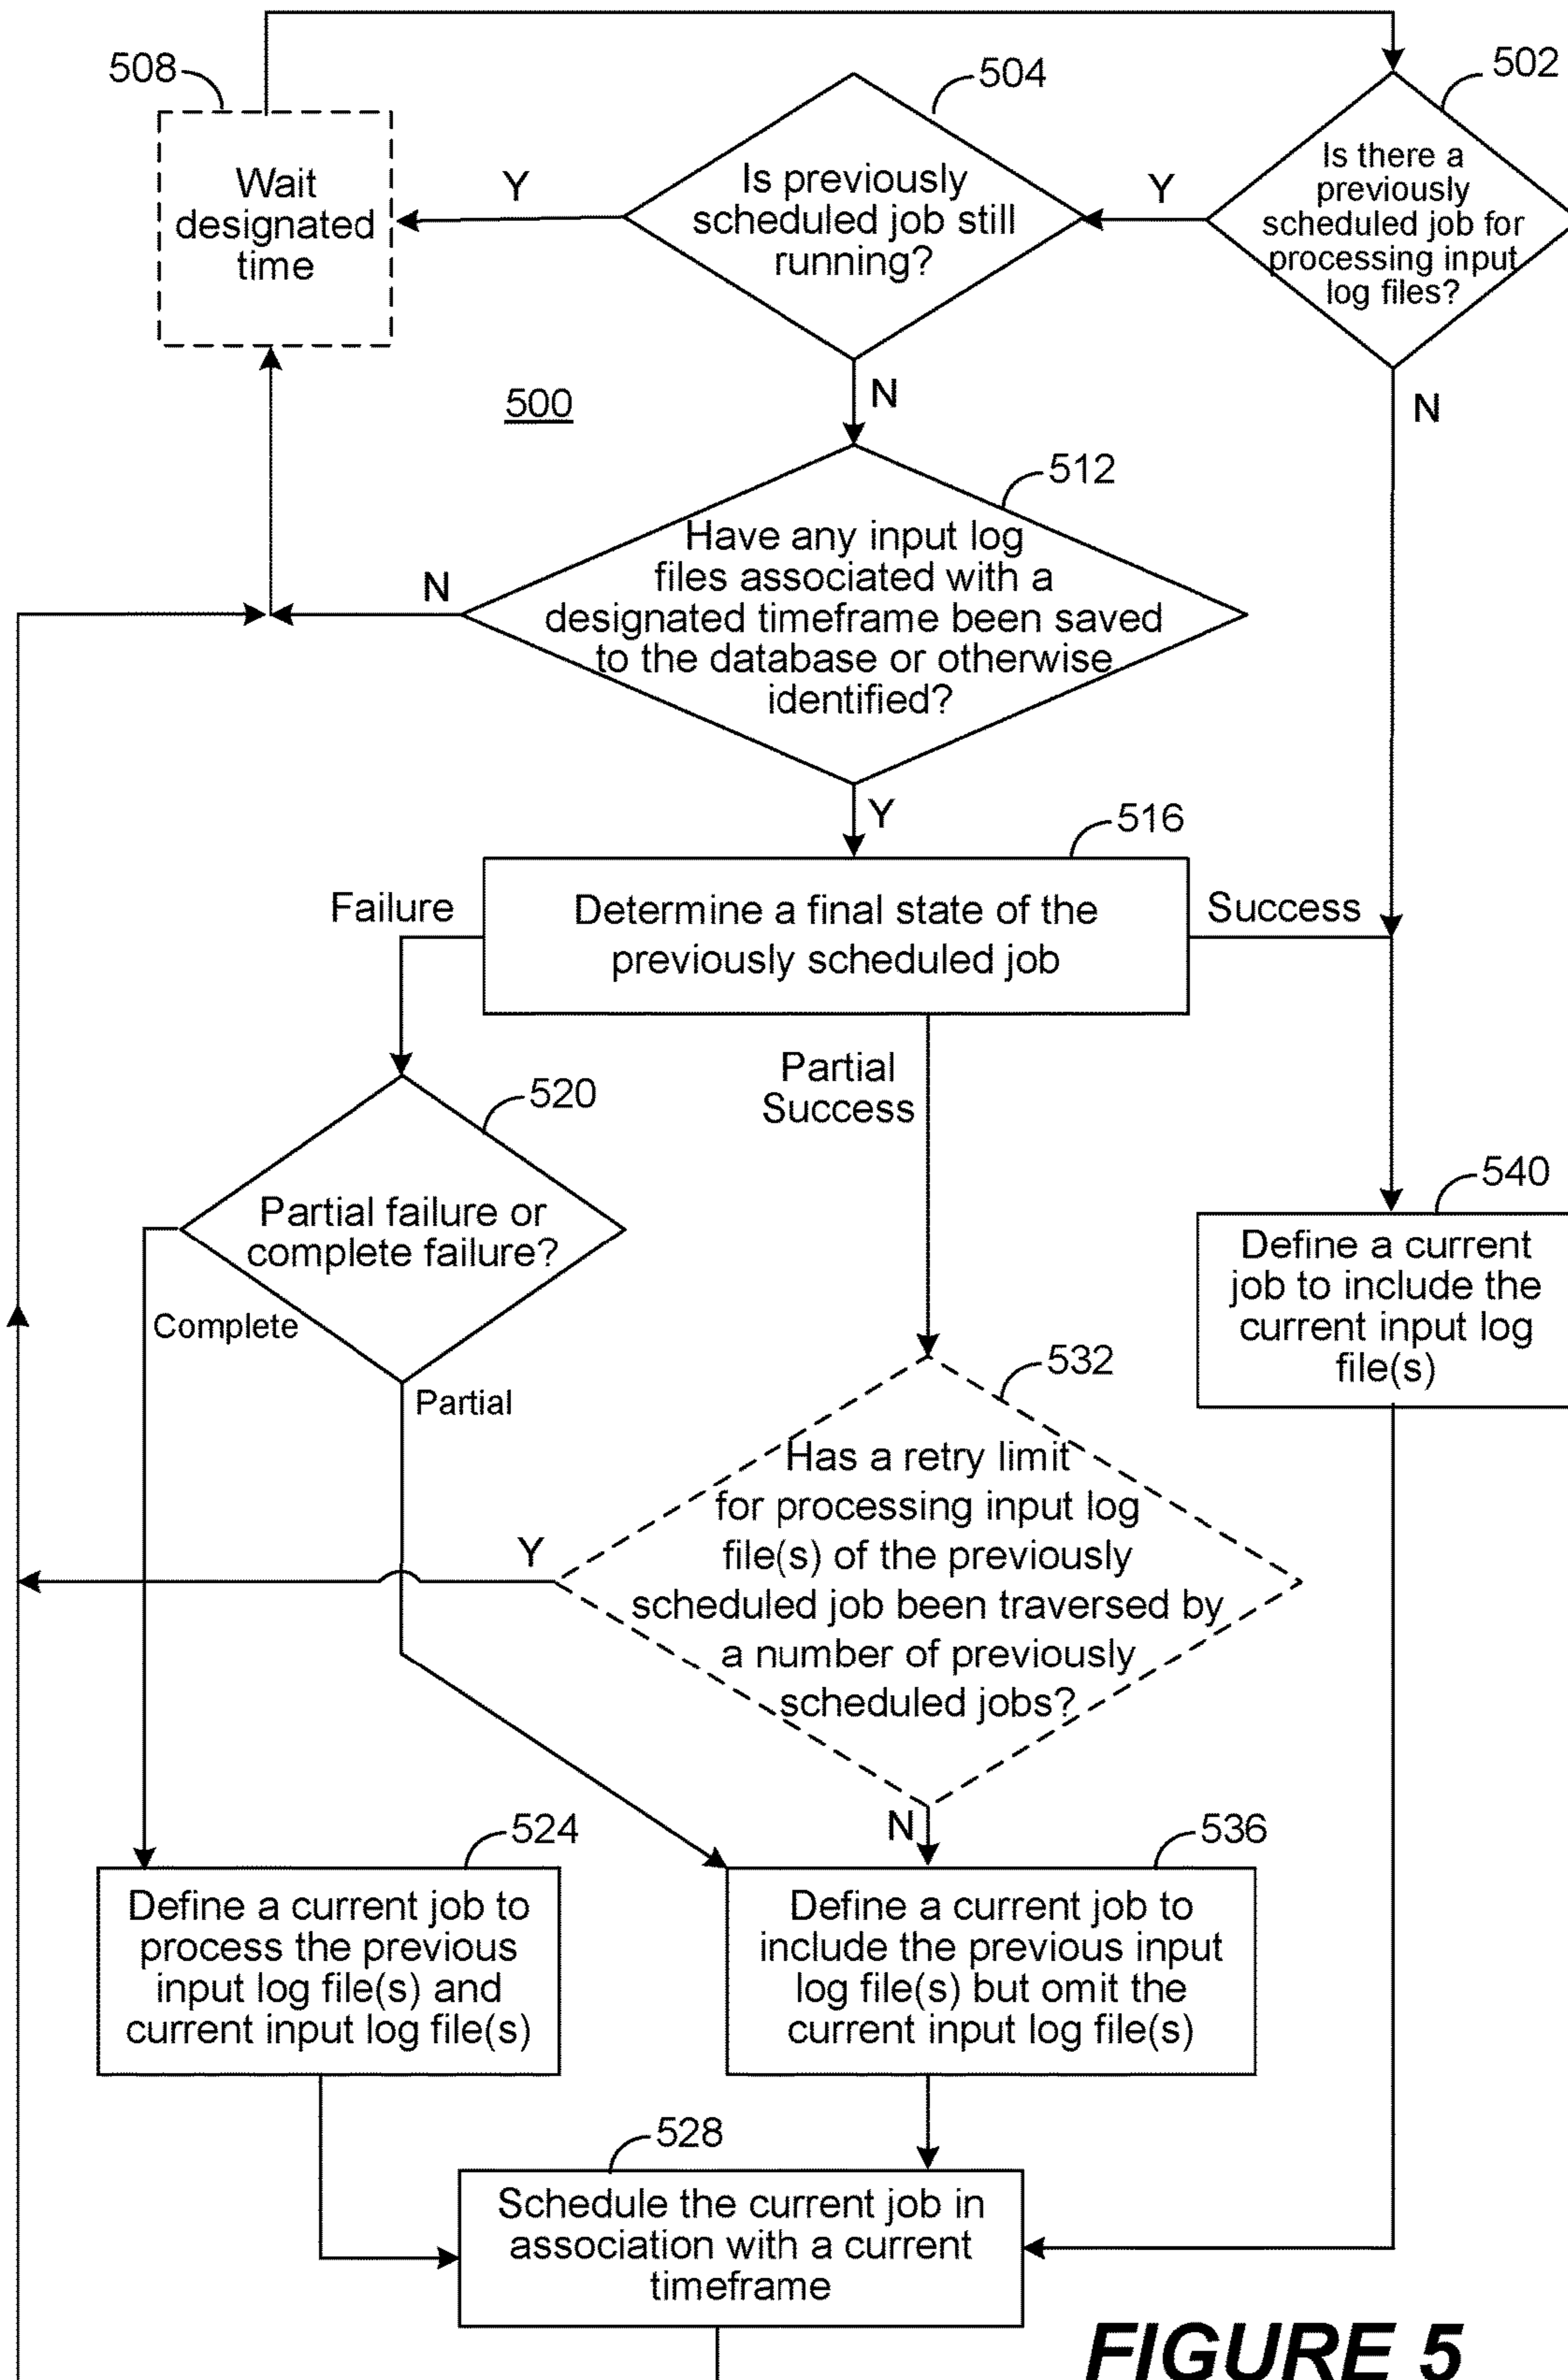 508
504
502
Wait
designated
time
Y
Is previously
scheduled job still
running?
Y
Is there a
previously
scheduled job for
processing input
log files?
N
N
500
512
Have any input log
files associated with a
designated timeframe been saved
to the database or otherwise
identified?
N
Y
516
Failure
Determine a final state of the
previously scheduled job
Success
Partial
Success
520
Partial failure or
complete failure?
Complete
Partial
540
Define a current
job to include the
current input log
file(s)
532
Has a retry limit
for processing input log
file(s) of the previously
scheduled job been traversed by
a number of previously
scheduled jobs?
Y
N
524
Define a current job to
process the previous
input log file(s) and
current input log file(s)
536
Define a current job to
include the previous input
log file(s) but omit the
current input log file(s)
528
Schedule the current job in
association with a current
timeframe
FIGURE 5